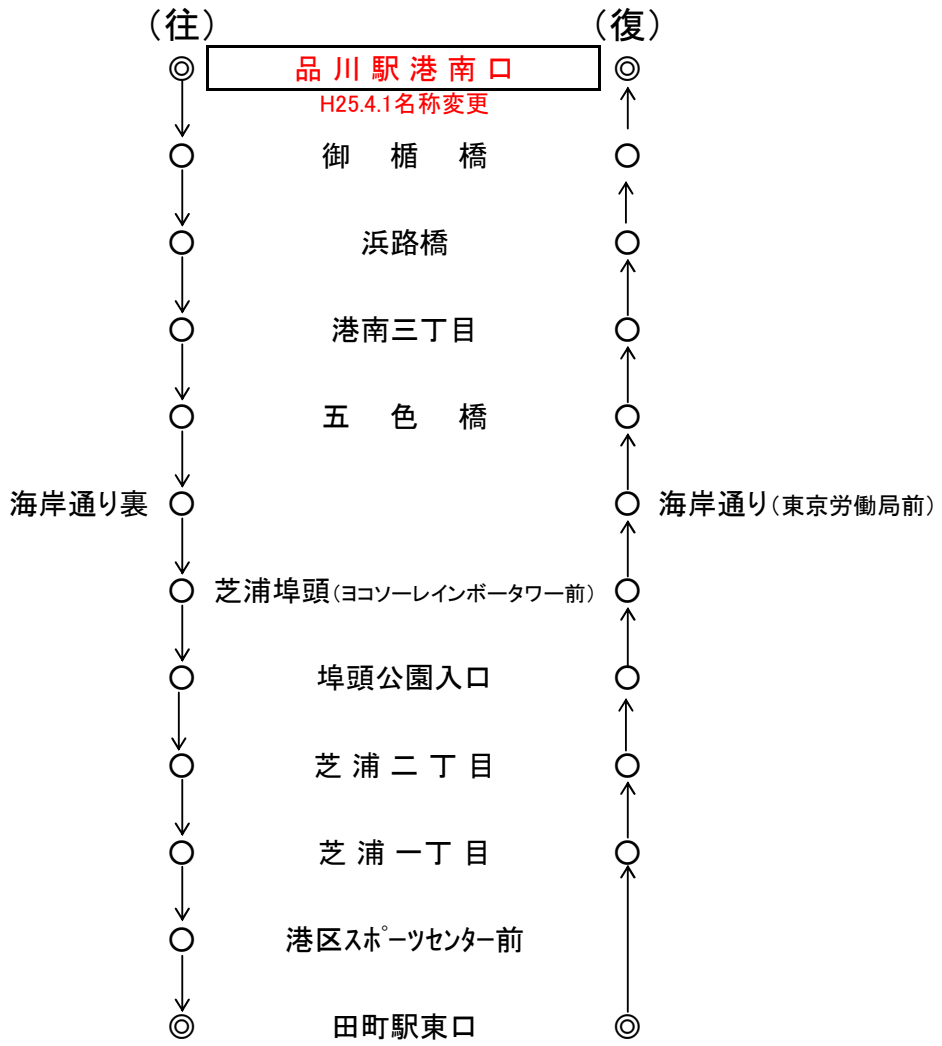 （往）
（復）
品川駅港南口
H25.4.1名称変更
御楯橋
浜路橋
港南三丁目
五色橋
海岸通り裏
海岸通り（東京労働局前）
芝浦埠頭（ヨコソーレインボータワー前）
埠頭公園入口
芝浦二丁目
芝浦一丁目
港区スポーツセンター前
田町駅東口